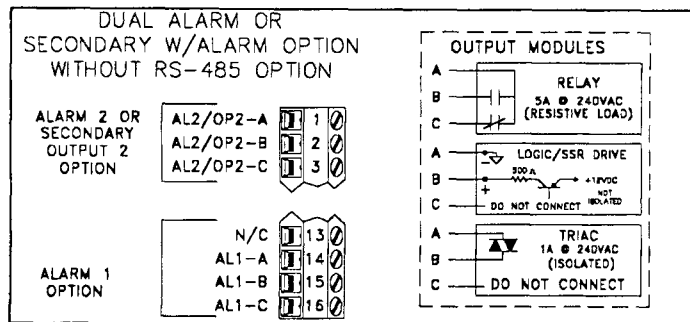 DUAL ALARM OR
SECONDARY W/ALARM OPTION
WITHOUT RS-485 OPTION
ALARM 2 OR
SECONDARY
OUTPUT 2
OPTION
AL2/OP2-A 1
AL2/OP2-B 2
AL2/OP2-C 3
ALARM 1
OPTION
N/C 13
AL1-A 14
AL1-B 15
AL1-C 16
OUTPUT MODULES
A
B
C
RELAY
5A @ 240VAC
(RESISTIVE LOAD)
A
B
C
LOGIC/SSR DRIVE
-
+
+18VDC
NOT
ISOLATED
DO NOT CONNECT
A
B
C
TRIAC
1A @ 240VAC
(ISOLATED)
DO NOT CONNECT